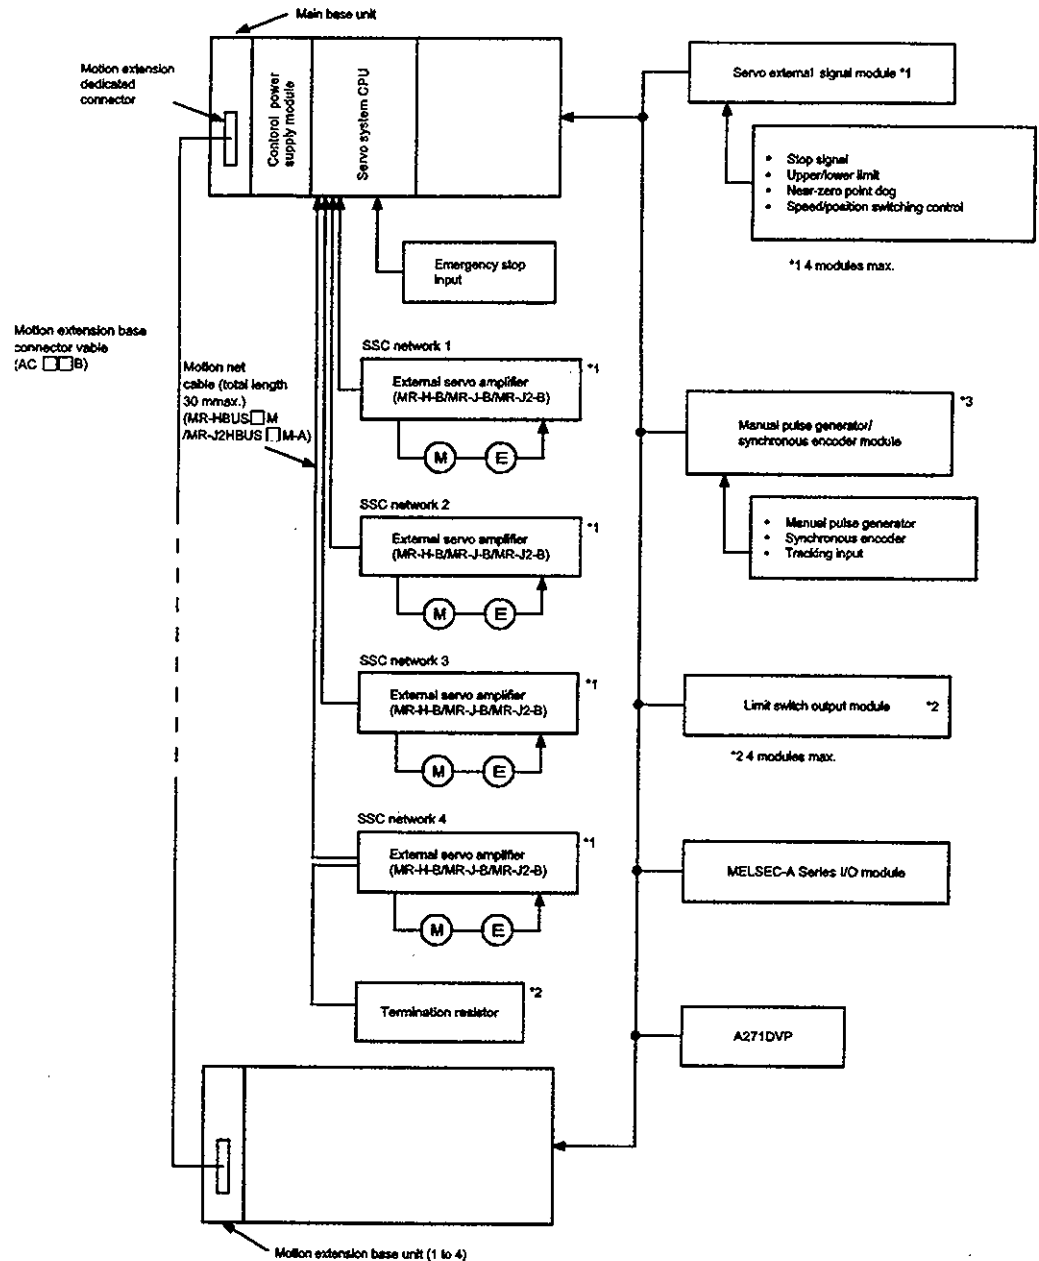 Main base unit
Motion extension
dedicated
connector
Contorol power
supply module
Servo system CPU
Servo external signal module *1
• Stop signal
• Upper/lower limit
• Near-zero point dog
• Speed/position switching control
*1 4 modules max.
Emergency stop
input
Motion extension base
connector vable
(AC □□B)
Motion net
cable (total length
30 mmax.)
(MR-HBUS□M
/MR-J2HBUS□M-A)
SSC network 1
External servo amplifier
(MR-H-B/MR-J-B/MR-J2-B)
*1
M
E
*3
Manual pulse generator/
synchronous encoder module
• Manual pulse generator
• Synchronous encoder
• Tracking input
SSC network 2
External servo amplifier
(MR-H-B/MR-J-B/MR-J2-B)
*1
M
E
SSC network 3
External servo amplifier
(MR-H-B/MR-J-B/MR-J2-B)
*1
M
E
Limit switch output module *2
*2 4 modules max.
SSC network 4
External servo amplifier
(MR-H-B/MR-J-B/MR-J2-B)
*1
M
E
MELSEC-A Series I/O module
Termination resistor
*2
A271DVP
Motion extension base unit (1 to 4)